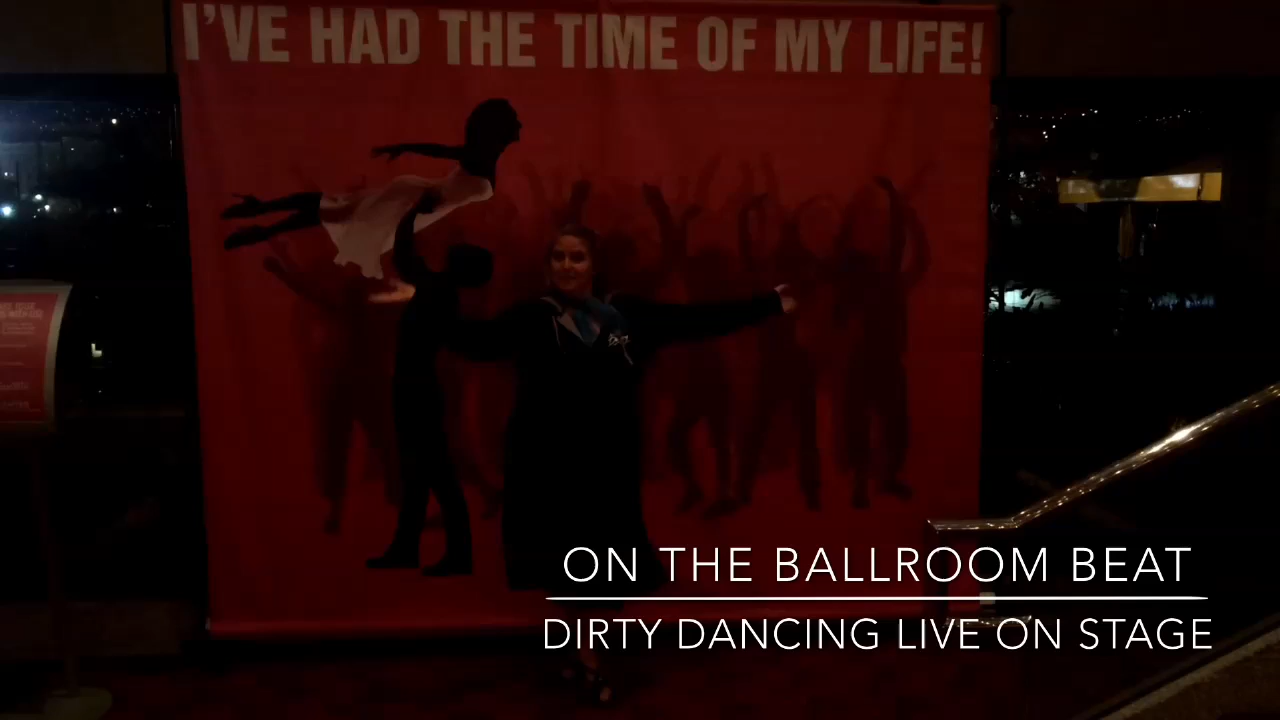 I'VE HAD THE TIME OF MY LIFE!
ON THE BALLROOM BEAT
DIRTY DANCING LIVE ON STAGE